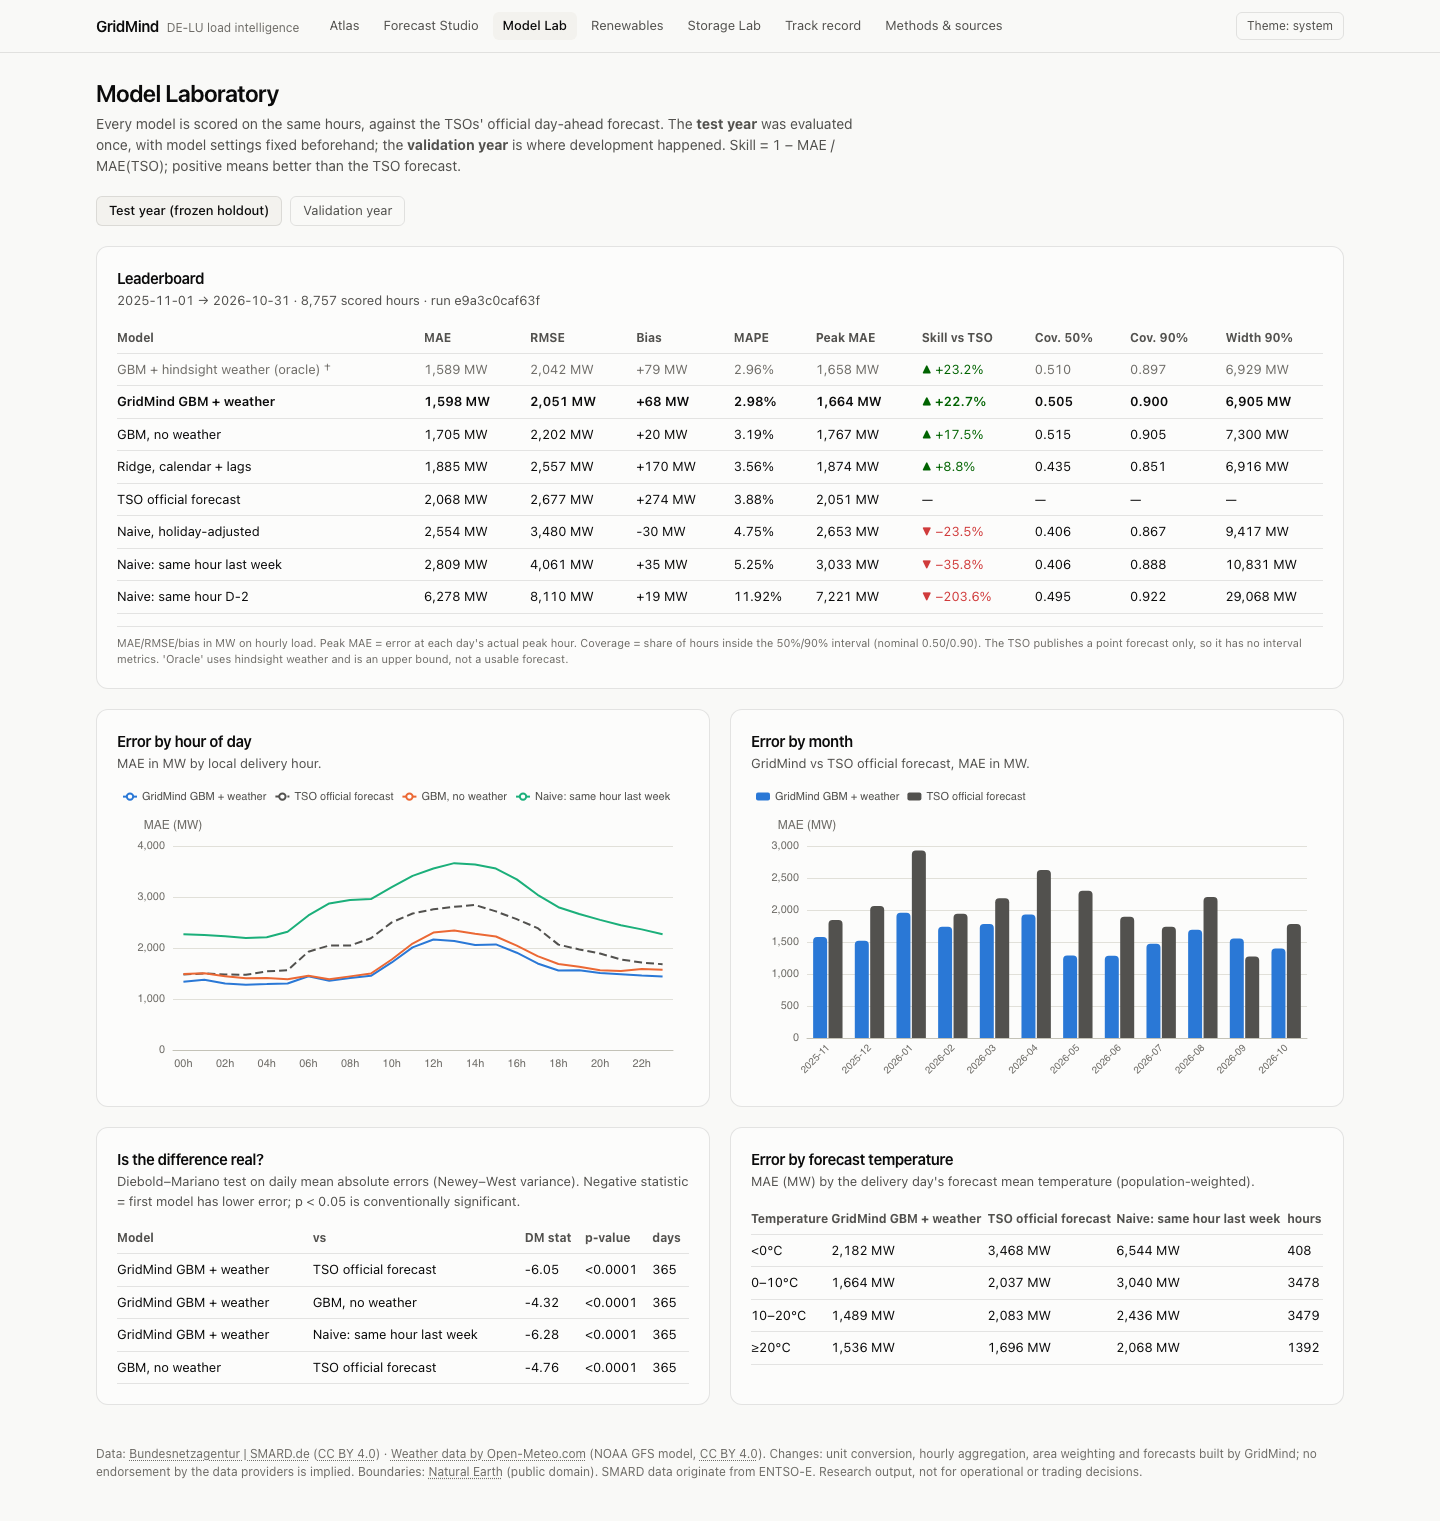 GridMind DE-LU load intelligence Atlas Forecast Studio Model Lab Renewables Storage Lab Track record Methods & sources Theme: system
Model Laboratory
Every model is scored on the same hours, against the TSOs' official day-ahead forecast. The test year was evaluated
once, with model settings fixed beforehand; the validation year is where development happened. Skill = 1 − MAE /
MAE(TSO); positive means better than the TSO forecast.
Test year (frozen holdout) Validation year
Leaderboard
2025-11-01 → 2026-10-31 · 8,757 scored hours · run e9a3c0caf63f
Model MAE RMSE Bias MAPE Peak MAE Skill vs TSO Cov. 50% Cov. 90% Width 90%
GBM + hindsight weather (oracle) † 1,589 MW 2,042 MW +79 MW 2.96% 1,658 MW ▲ +23.2% 0.510 0.897 6,929 MW
GridMind GBM + weather 1,598 MW 2,051 MW +68 MW 2.98% 1,664 MW ▲ +22.7% 0.505 0.900 6,905 MW
GBM, no weather 1,705 MW 2,202 MW +20 MW 3.19% 1,767 MW ▲ +17.5% 0.515 0.905 7,300 MW
Ridge, calendar + lags 1,885 MW 2,557 MW +170 MW 3.56% 1,874 MW ▲ +8.8% 0.435 0.851 6,916 MW
TSO official forecast 2,068 MW 2,677 MW +274 MW 3.88% 2,051 MW — — — —
Naive, holiday-adjusted 2,554 MW 3,480 MW -30 MW 4.75% 2,653 MW ▼ −23.5% 0.406 0.867 9,417 MW
Naive: same hour last week 2,809 MW 4,061 MW +35 MW 5.25% 3,033 MW ▼ −35.8% 0.406 0.888 10,831 MW
Naive: same hour D-2 6,278 MW 8,110 MW +19 MW 11.92% 7,221 MW ▼ −203.6% 0.495 0.922 29,068 MW
MAE/RMSE/bias in MW on hourly load. Peak MAE = error at each day's actual peak hour. Coverage = share of hours inside the 50%/90% interval (nominal 0.50/0.90). The TSO publishes a point forecast only, so it has no interval
metrics. 'Oracle' uses hindsight weather and is an upper bound, not a usable forecast.
Error by hour of day
MAE in MW by local delivery hour.
GridMind GBM + weather TSO official forecast GBM, no weather Naive: same hour last week
MAE (MW)
4,000
3,000
2,000
1,000
0
00h 02h 04h 06h 08h 10h 12h 14h 16h 18h 20h 22h
Error by month
GridMind vs TSO official forecast, MAE in MW.
GridMind GBM + weather TSO official forecast
MAE (MW)
3,000
2,500
2,000
1,500
1,000
500
0
2025-11 2025-12 2026-01 2026-02 2026-03 2026-04 2026-05 2026-06 2026-07 2026-08 2026-09 2026-10
Is the difference real?
Diebold–Mariano test on daily mean absolute errors (Newey–West variance). Negative statistic
= first model has lower error; p < 0.05 is conventionally significant.
Model vs DM stat p-value days
GridMind GBM + weather TSO official forecast -6.05 <0.0001 365
GridMind GBM + weather GBM, no weather -4.32 <0.0001 365
GridMind GBM + weather Naive: same hour last week -6.28 <0.0001 365
GBM, no weather TSO official forecast -4.76 <0.0001 365
Error by forecast temperature
MAE (MW) by the delivery day's forecast mean temperature (population-weighted).
Temperature GridMind GBM + weather TSO official forecast Naive: same hour last week hours
<0°C 2,182 MW 3,468 MW 6,544 MW 408
0–10°C 1,664 MW 2,037 MW 3,040 MW 3478
10–20°C 1,489 MW 2,083 MW 2,436 MW 3479
≥20°C 1,536 MW 1,696 MW 2,068 MW 1392
Data: Bundesnetzagentur | SMARD.de (CC BY 4.0) · Weather data by Open-Meteo.com (NOAA GFS model, CC BY 4.0). Changes: unit conversion, hourly aggregation, area weighting and forecasts built by GridMind; no
endorsement by the data providers is implied. Boundaries: Natural Earth (public domain). SMARD data originate from ENTSO-E. Research output, not for operational or trading decisions.